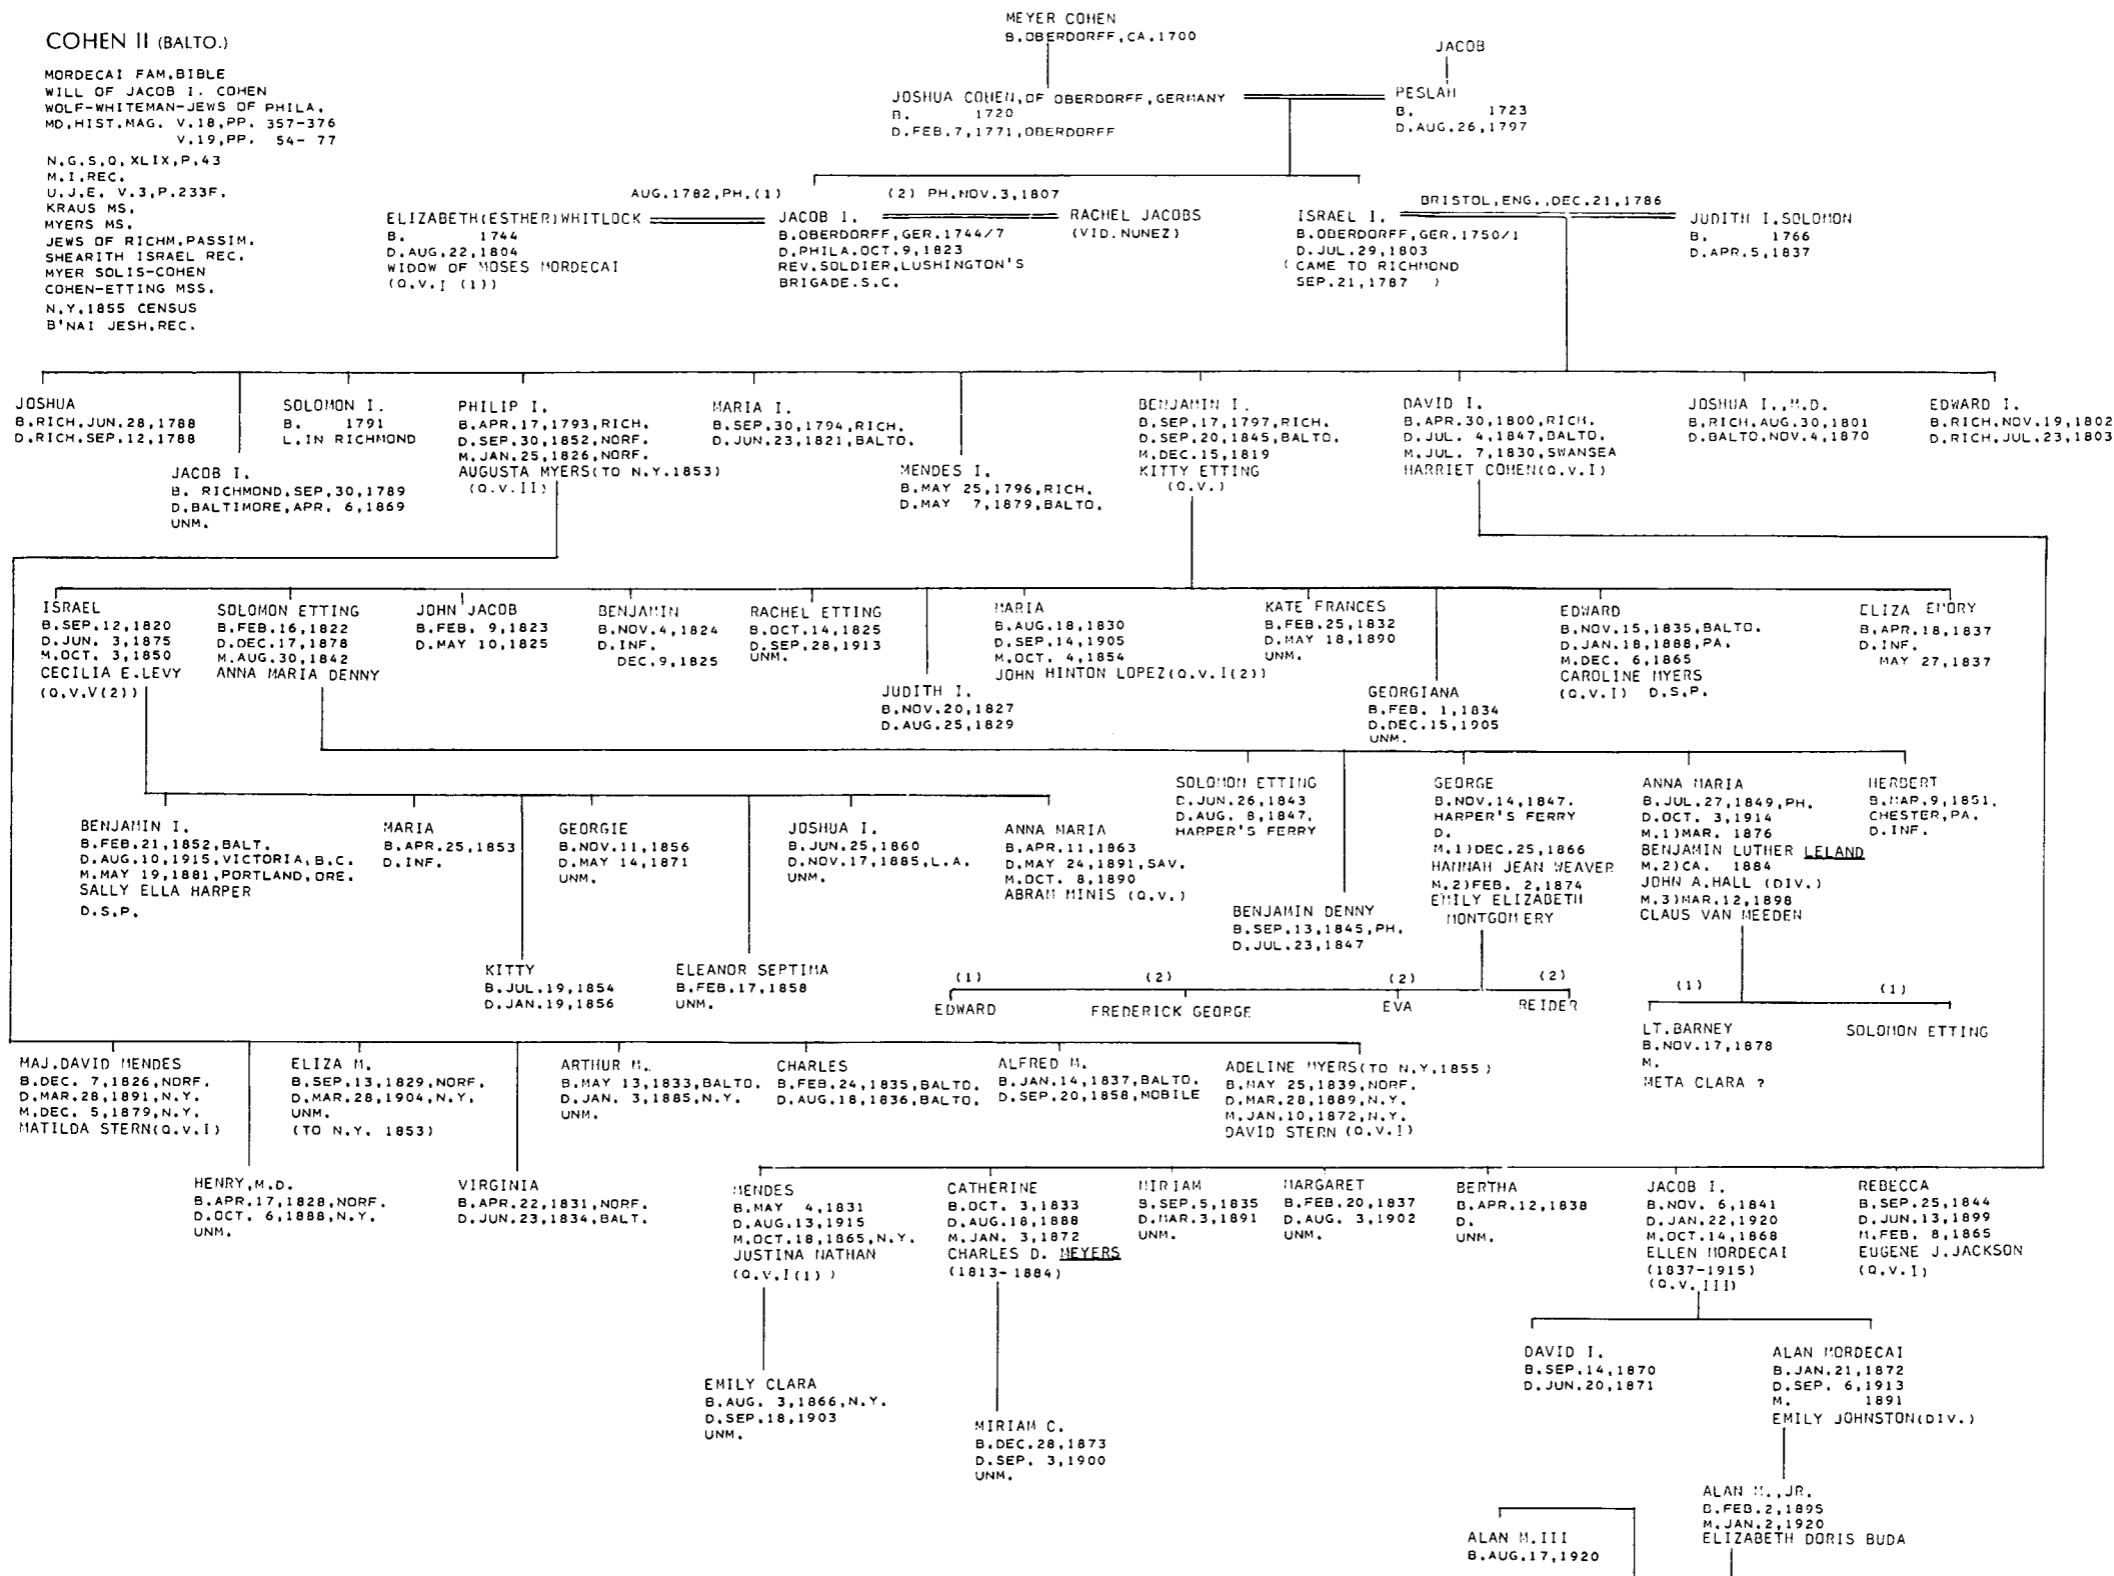 COHEN II (BALTO.)
MORDECAI FAM.BIBLE
WILL OF JACOB I. COHEN
WOLF-WHITEMAN-JEWS OF PHILA.
MD.HIST.MAG. V.18,PP. 357-376
V.19,PP. 54- 77
N.G.S.Q. XLIX,P.43
M.I.REC.
U.J.E. V.3,P.233F.
KRAUS MS.
MYERS MS.
JEWS OF RICHM.PASSIM.
SHEARITH ISRAEL REC.
MYER SOLIS-COHEN
COHEN-ETTING MSS.
N.Y.1855 CENSUS
B'NAI JESH.REC.
MEYER COHEN
B.OBERDORFF,CA.1700
JACOB
JOSHUA COHEN,OF OBERDORFF,GERMANY
B. 1720
D.FEB.7,1771,OBERDORFF
PESLAH
B. 1723
D.AUG.26,1797
AUG.1782,PH.(1)
(2) PH,NOV.3,1807
BRISTOL,ENG.,DEC.21,1786
ELIZABETH(ESTHER)WHITLOCK
B. 1744
D.AUG.22,1804
WIDOW OF MOSES MORDECAI
(Q.V.I (1))
JACOB I.
B.OBERDORFF,GER.1744/7
D.PHILA.OCT.9,1823
REV.SOLDIER,LUSHINGTON'S
BRIGADE.S.C.
RACHEL JACOBS
(VID.NUNEZ)
ISRAEL I.
B.OBERDORFF,GER.1750/1
D.JUL.29,1803
( CAME TO RICHMOND
SEP.21,1787 )
JUDITH I.SOLOMON
B. 1766
D.APR.5,1837
JOSHUA
B.RICH.JUN.28,1788
D.RICH.SEP.12,1788
JACOB I.
B. RICHMOND.SEP.30,1789
D.BALTIMORE,APR. 6,1869
UNM.
SOLOMON I.
B. 1791
L.IN RICHMOND
PHILIP I.
B.APR.17,1793,RICH.
D.SEP.30,1852,NORF.
M.JAN.25,1826,NORF.
AUGUSTA MYERS(TO N.Y.1853)
(Q.V.II)
MARIA I.
B.SEP.30,1794,RICH.
D.JUN.23,1821,BALTO.
MENDES I.
B.MAY 25,1796,RICH.
D.MAY 7,1879,BALTO.
BENJAMIN I.
B.SEP.17,1797,RICH.
D.SEP.20,1845,BALTO.
M.DEC.15,1819
KITTY ETTING
(Q.V.)
DAVID I.
B.APR.30,1800,RICH.
D.JUL. 4,1847,BALTO.
M.JUL. 7,1830,SWANSEA
HARRIET COHEN(Q.V.I)
JOSHUA I.,M.D.
B.RICH.AUG.30,1801
D.BALTO.NOV.4,1870
EDWARD I.
B.RICH.NOV.19,1802
D.RICH.JUL.23,1803
ISRAEL
B.SEP.12,1820
D.JUN. 3,1875
M.OCT. 3,1850
CECILIA E.LEVY
(Q.V.V(2))
SOLOMON ETTING
B.FEB.16,1822
D.DEC.17,1878
M.AUG.30,1842
ANNA MARIA DENNY
JOHN JACOB
B.FEB. 9,1823
D.MAY 10,1825
BENJAMIN
B.NOV.4,1824
D.INF.
DEC.9,1825
RACHEL ETTING
B.OCT.14,1825
D.SEP.28,1913
UNM.
JUDITH I.
B.NOV.20,1827
D.AUG.25,1829
MARIA
B.AUG.18,1830
D.SEP.14,1905
M.OCT. 4,1854
JOHN HINTON LOPEZ(Q.V.I(2))
KATE FRANCES
B.FEB.25,1832
D.MAY 18,1890
UNM.
GEORGIANA
B.FEB. 1,1834
D.DEC.15,1905
UNM.
EDWARD
B.NOV.15,1835,BALTO.
D.JAN.18,1888,PA.
M.DEC. 6,1865
CAROLINE MYERS
(Q.V.I) D.S.P.
ELIZA EMORY
B.APR.18,1837
D.INF.
MAY 27,1837
BENJAMIN I.
B.FEB.21,1852,BALT.
D.AUG.10,1915,VICTORIA,B.C.
M.MAY 19,1881,PORTLAND,ORE.
SALLY ELLA HARPER
D.S.P.
MARIA
B.APR.25,1853
D.INF.
KITTY
B.JUL.19,1854
D.JAN.19,1856
GEORGIE
B.NOV.11,1856
D.MAY 14,1871
UNM.
ELEANOR SEPTIMA
B.FEB.17,1858
UNM.
JOSHUA I.
B.JUN.25,1860
D.NOV.17,1885,L.A.
UNM.
ANNA MARIA
B.APR.11,1863
D.MAY 24,1891,SAV.
M.OCT. 8,1890
ABRAM MINIS (Q.V.)
SOLOMON ETTING
B.JUN.26,1843
D.AUG. 8,1847.
HARPER'S FERRY
BENJAMIN DENNY
B.SEP.13,1845,PH.
D.JUL.23,1847
GEORGE
B.NOV.14,1847.
HARPER'S FERRY
D.
M.1)DEC.25,1866
HANNAH JEAN WEAVER
M.2)FEB. 2,1874
EMILY ELIZABETH
MONTGOMERY
ANNA MARIA
B.JUL.27,1849,PH.
D.OCT. 3,1914
M.1)MAR. 1876
BENJAMIN LUTHER LELAND
M.2)CA. 1884
JOHN A.HALL (DIV.)
M.3)MAR.12,1898
CLAUS VAN MEEDEN
HERBERT
B.MAR.9,1851,
CHESTER,PA.
D.INF.
(1)
(2)
(2)
(2)
EDWARD
FREDERICK GEORGE
EVA
REIDER
(1)
(1)
LT.BARNEY
B.NOV.17,1878
M.
META CLARA ?
SOLOMON ETTING
MAJ.DAVID MENDES
B.DEC. 7,1826,NORF.
D.MAR.28,1891,N.Y.
M.DEC. 5,1879,N.Y.
MATILDA STERN(Q.V.I)
HENRY,M.D.
B.APR.17,1828,NORF.
D.OCT. 6,1888,N.Y.
UNM.
ELIZA M.
B.SEP.13,1829,NORF.
D.MAR.28,1904,N.Y.
UNM.
(TO N.Y. 1853)
VIRGINIA
B.APR.22,1831,NORF.
D.JUN.23,1834,BALT.
ARTHUR M.
B.MAY 13,1833,BALTO.
D.JAN. 3,1885,N.Y.
UNM.
CHARLES
B.FEB.24,1835,BALTO.
D.AUG.18,1836,BALTO.
ALFRED M.
B.JAN.14,1837,BALTO.
D.SEP.20,1858,MOBILE
ADELINE MYERS(TO N.Y.1855)
B.MAY 25,1839,NORF.
D.MAR.28,1889,N.Y.
M.JAN.10,1872,N.Y.
DAVID STERN (Q.V.I)
MENDES
B.MAY 4,1831
D.AUG.13,1915
M.OCT.18,1865,N.Y.
JUSTINA NATHAN
(Q.V.I(1) )
CATHERINE
B.OCT. 3,1833
D.AUG.18,1888
M.JAN. 3,1872
CHARLES D. MEYERS
(1813-1884)
MIRIAM
B.SEP.5,1835
D.MAR.3,1891
UNM.
MARGARET
B.FEB.20,1837
D.AUG. 3,1902
UNM.
BERTHA
B.APR.12,1838
D.
UNM.
JACOB I.
B.NOV. 6,1841
D.JAN.22,1920
M.OCT.14,1868
ELLEN MORDECAI
(1837-1915)
(Q.V.III)
REBECCA
B.SEP.25,1844
D.JUN.13,1899
M.FEB. 8,1865
EUGENE J.JACKSON
(Q.V.I)
EMILY CLARA
B.AUG. 3,1866,N.Y.
D.SEP.18,1903
UNM.
MIRIAM C.
B.DEC.28,1873
D.SEP. 3,1900
UNM.
DAVID I.
B.SEP.14,1870
D.JUN.20,1871
ALAN MORDECAI
B.JAN.21,1872
D.SEP. 6,1913
M. 1891
EMILY JOHNSTON(DIV.)
ALAN M.,JR.
B.FEB.2,1895
M.JAN.2,1920
ELIZABETH DORIS BUDA
ALAN M.III
B.AUG.17,1920